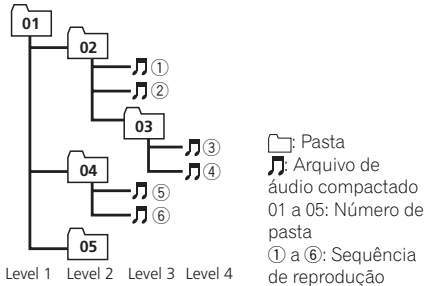 01
02
①
②
03
③
④
04
⑤
⑥
05
Level 1 Level 2 Level 3 Level 4
: Pasta
: Arquivo de
áudio compactado
01 a 05: Número de
pasta
① a ⑥: Sequência
de reprodução